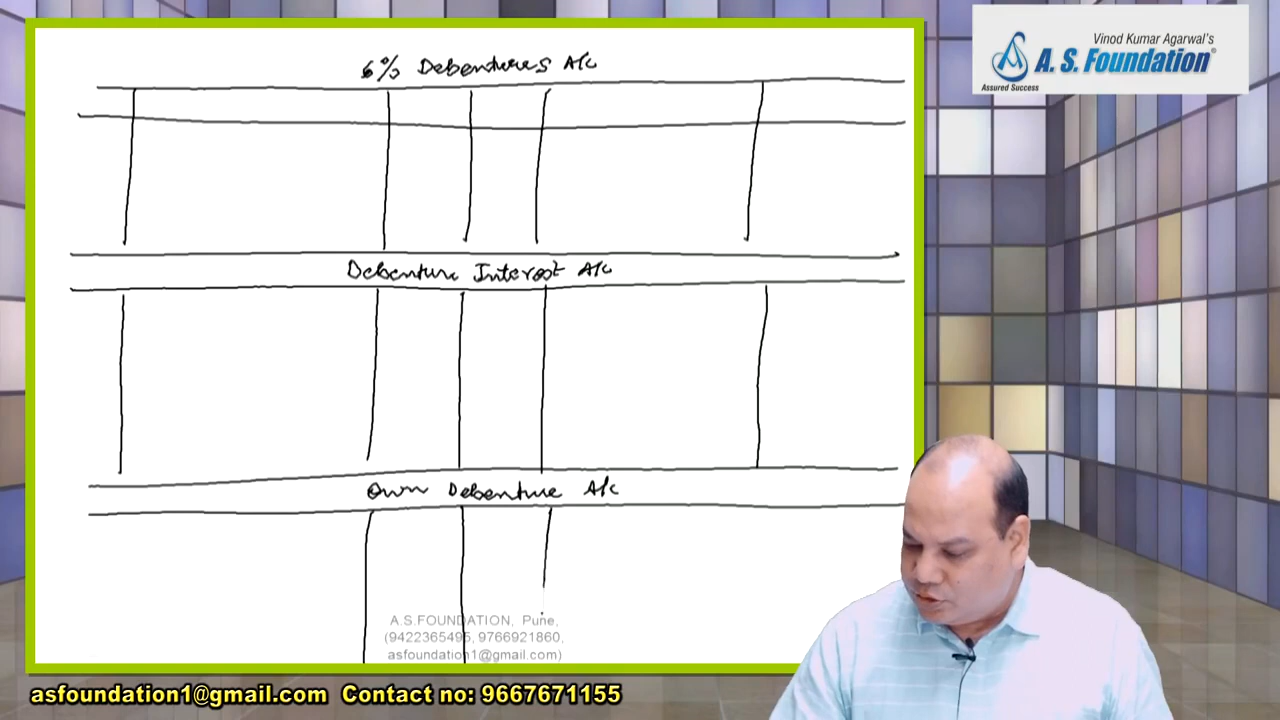 6% Debentures A/c
Debenture Interest A/c
Own Debenture A/c
A.S.FOUNDATION, Pune,
(9422365495, 9766921860,
asfoundation1@gmail.com)
Vinod Kumar Agarwal's
A. S. Foundation®
Assured Success
asfoundation1@gmail.com Contact no: 9667671155